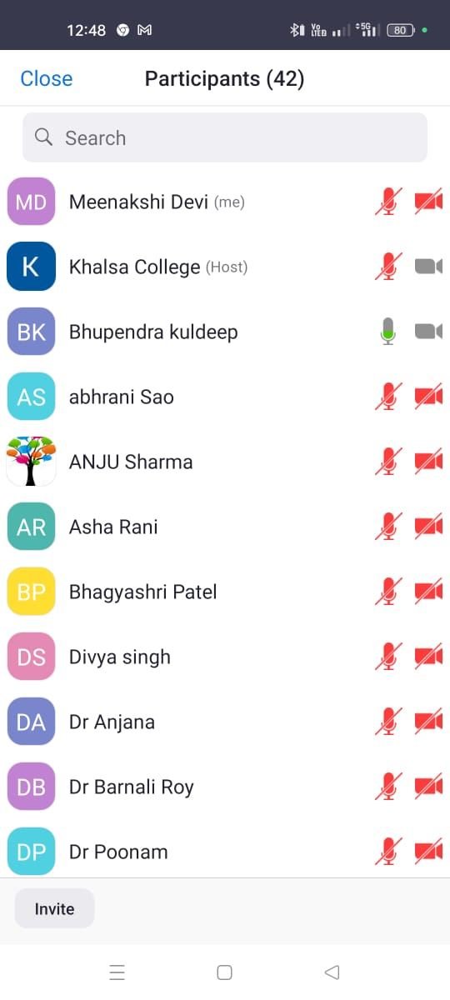 12:48 Vo LTE2 5G 80
Close Participants (42)
Search
MD Meenakshi Devi (me)
K Khalsa College (Host)
BK Bhupendra kuldeep
AS abhrani Sao
ANJU Sharma
AR Asha Rani
BP Bhagyashri Patel
DS Divya singh
DA Dr Anjana
DB Dr Barnali Roy
DP Dr Poonam
Invite